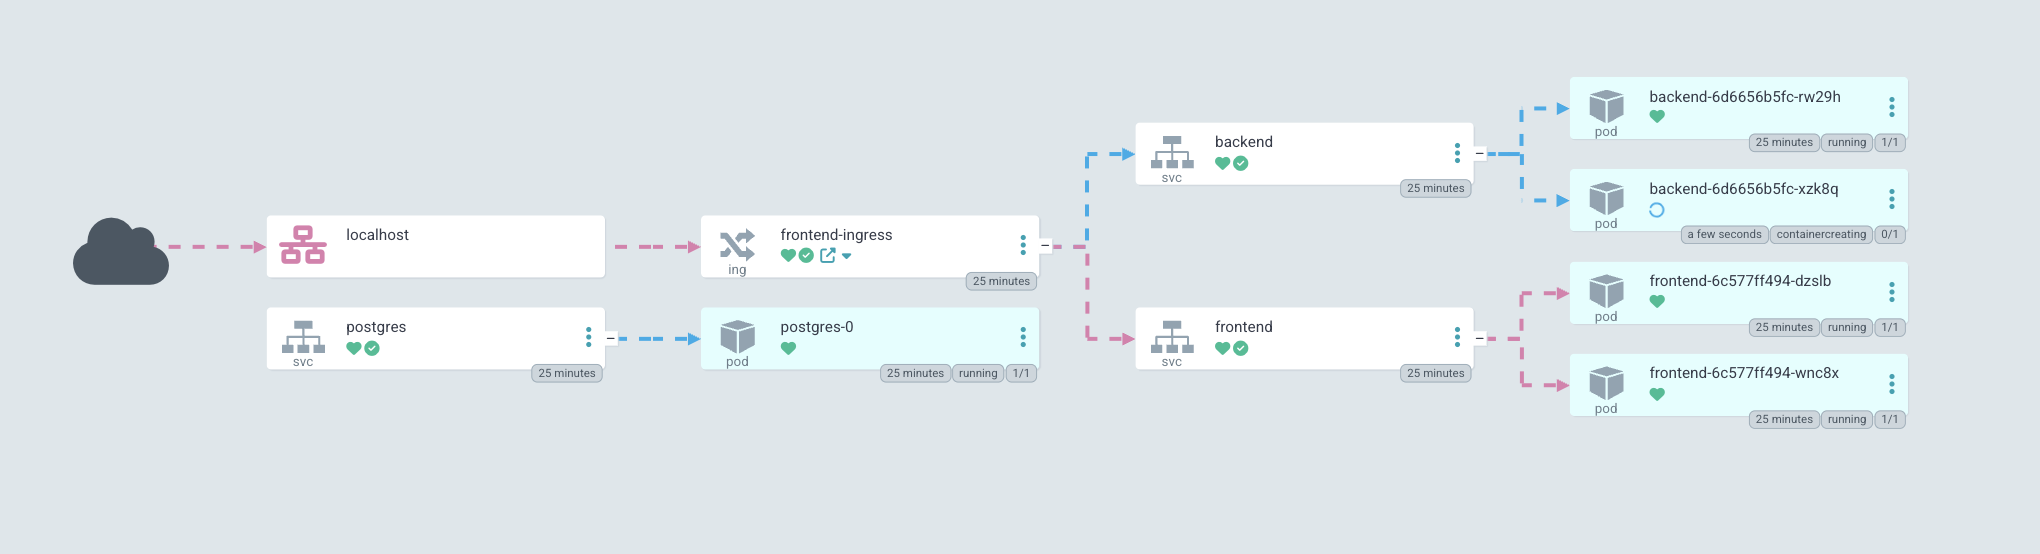 localhost
frontend-ingress
ing
25 minutes
postgres
svc
25 minutes
postgres-0
pod
25 minutes running 1/1
backend
svc
25 minutes
frontend
svc
25 minutes
backend-6d6656b5fc-rw29h
pod
25 minutes running 1/1
backend-6d6656b5fc-xzk8q
pod
a few seconds containercreating 0/1
frontend-6c577ff494-dzslb
pod
25 minutes running 1/1
frontend-6c577ff494-wnc8x
pod
25 minutes running 1/1